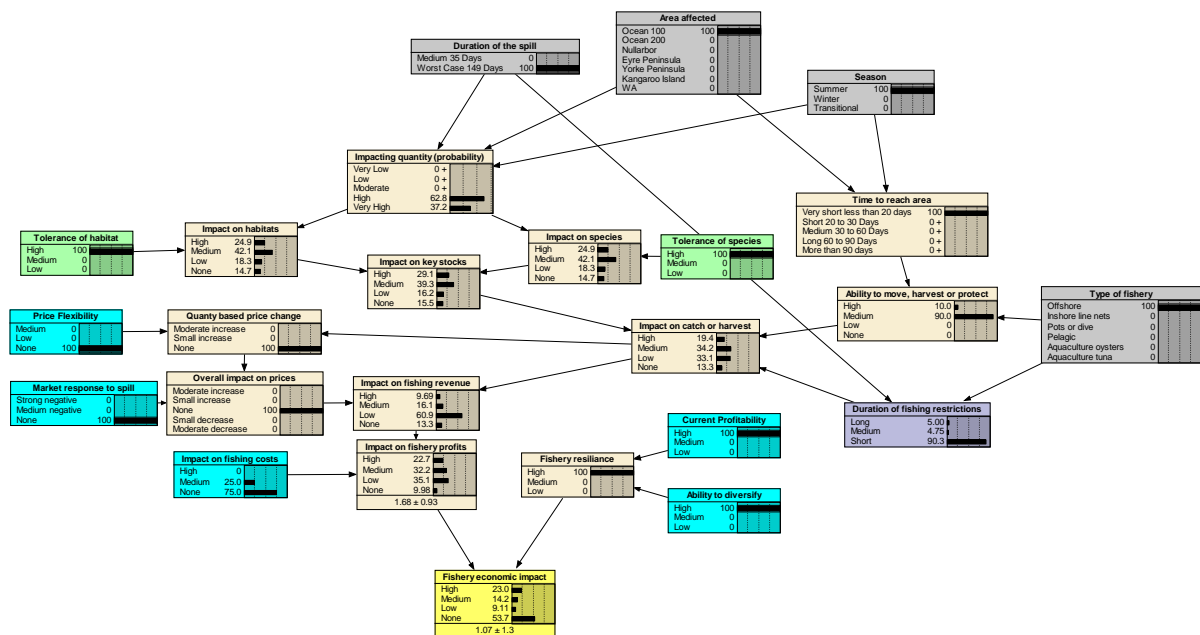 Area affected
Ocean 100 100
Ocean 200 0
Nullarbor 0
Eyre Peninsula 0
Yorke Peninsula 0
Kangaroo Island 0
WA 0
Duration of the spill
Medium 35 Days 0
Worst Case 149 Days 100
Season
Summer 100
Winter 0
Transitional 0
Impacting quantity (probability)
Very Low 0 +
Low 0 +
Moderate 0 +
High 62.8
Very High 37.2
Time to reach area
Very short less than 20 days 100
Short 20 to 30 Days 0 +
Medium 30 to 60 Days 0 +
Long 60 to 90 Days 0 +
More than 90 days 0 +
Tolerance of habitat
High 100
Medium 0
Low 0
Impact on habitats
High 24.9
Medium 42.1
Low 18.3
None 14.7
Impact on species
High 24.9
Medium 42.1
Low 18.3
None 14.7
Tolerance of species
High 100
Medium 0
Low 0
Impact on key stocks
High 29.1
Medium 39.3
Low 16.2
None 15.5
Ability to move, harvest or protect
High 10.0
Medium 90.0
Low 0
None 0
Type of fishery
Offshore 100
Inshore line nets 0
Pots or dive 0
Pelagic 0
Aquaculture oysters 0
Aquaculture tuna 0
Price Flexibility
Medium 0
Low 0
None 100
Quanty based price change
Moderate increase 0
Small increase 0
None 100
Impact on catch or harvest
High 19.4
Medium 34.2
Low 33.1
None 13.3
Market response to spill
Strong negative 0
Medium negative 0
None 100
Overall impact on prices
Moderate increase 0
Small increase 0
None 100
Small decrease 0
Moderate decrease 0
Impact on fishing revenue
High 9.69
Medium 16.1
Low 60.9
None 13.3
Duration of fishing restrictions
Long 5.00
Medium 4.75
Short 90.3
Current Profitability
High 100
Medium 0
Low 0
Impact on fishing costs
High 0
Medium 25.0
None 75.0
Impact on fishery profits
High 22.7
Medium 32.2
Low 35.1
None 9.98
1.68 ± 0.93
Fishery resiliance
High 100
Medium 0
Low 0
Ability to diversify
High 100
Medium 0
Low 0
Fishery economic impact
High 23.0
Medium 14.2
Low 9.11
None 53.7
1.07 ± 1.3